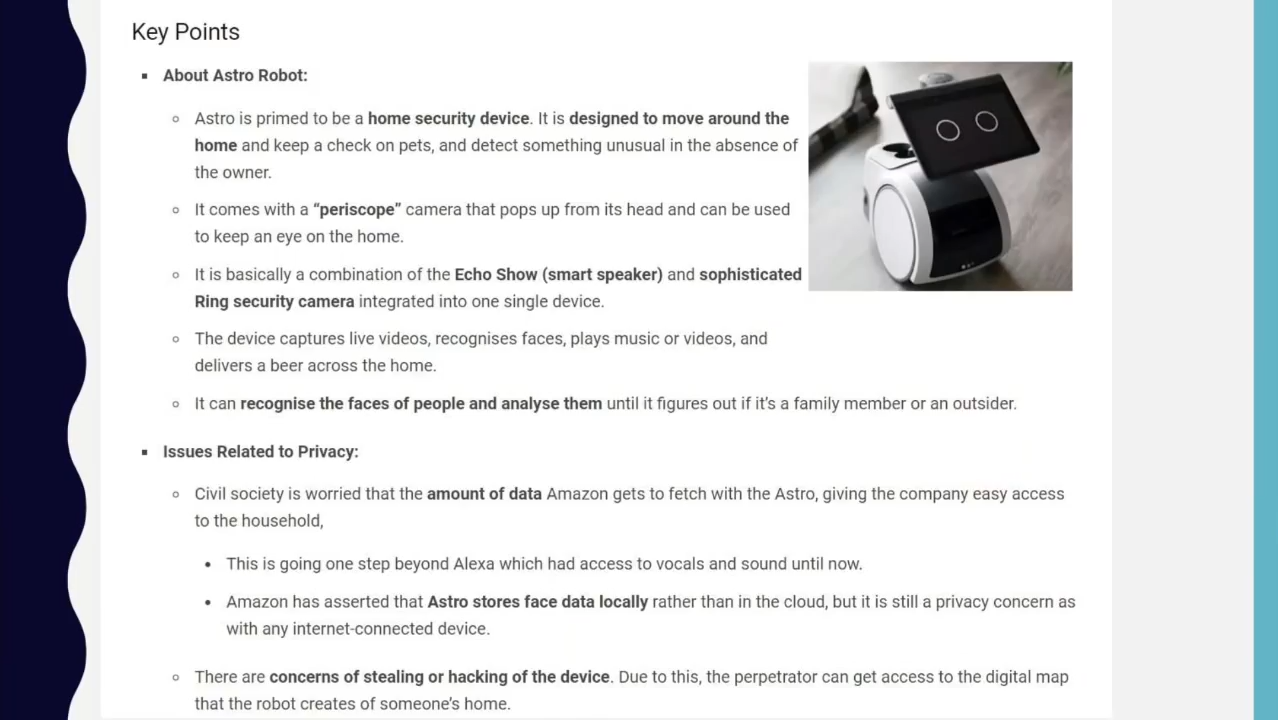 Key Points
About Astro Robot:
Astro is primed to be a home security device. It is designed to move around the
home and keep a check on pets, and detect something unusual in the absence of
the owner.
It comes with a “periscope” camera that pops up from its head and can be used
to keep an eye on the home.
It is basically a combination of the Echo Show (smart speaker) and sophisticated
Ring security camera integrated into one single device.
The device captures live videos, recognises faces, plays music or videos, and
delivers a beer across the home.
It can recognise the faces of people and analyse them until it figures out if it’s a family member or an outsider.
Issues Related to Privacy:
Civil society is worried that the amount of data Amazon gets to fetch with the Astro, giving the company easy access
to the household,
This is going one step beyond Alexa which had access to vocals and sound until now.
Amazon has asserted that Astro stores face data locally rather than in the cloud, but it is still a privacy concern as
with any internet-connected device.
There are concerns of stealing or hacking of the device. Due to this, the perpetrator can get access to the digital map
that the robot creates of someone’s home.